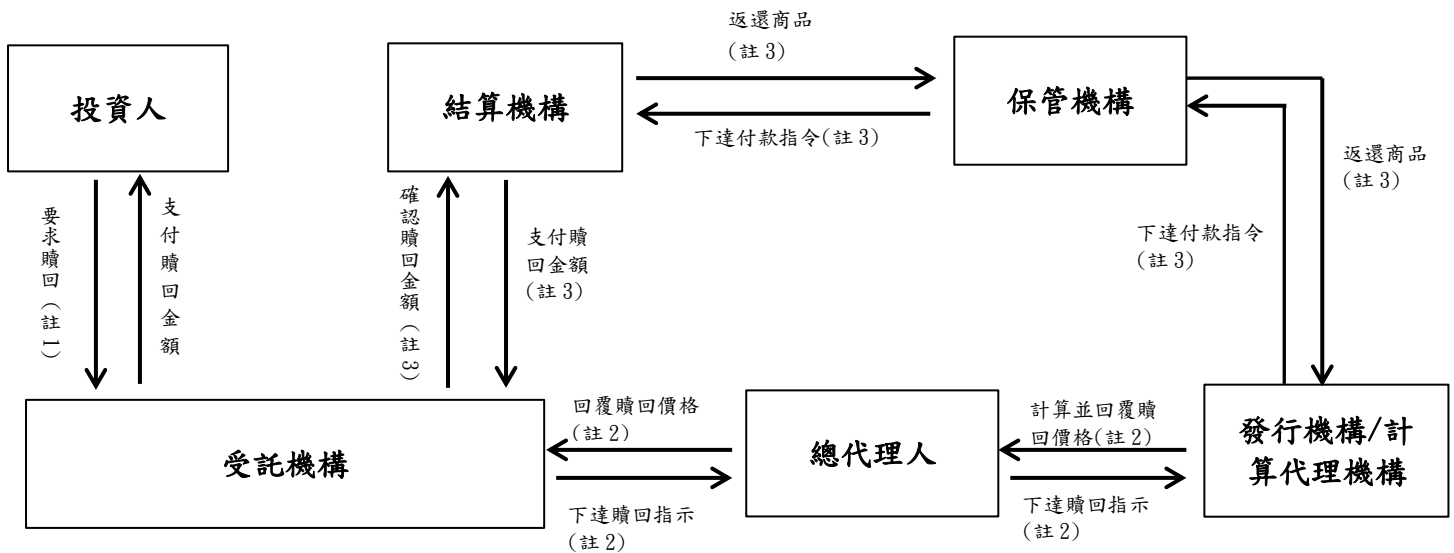 返還商品
(註 3)
投資人
結算機構
保管機構
下達付款指令(註 3)
返還商品
(註 3)
要求贖回(註 1)
支付贖回金額
確認贖回金額(註 3)
支付贖
回金額
(註 3)
下達付款指令
(註 3)
受託機構
回覆贖回價格
(註 2)
下達贖回指示
(註 2)
總代理人
計算並回覆贖
回價格(註 2)
下達贖回指示
(註 2)
發行機構/計
算代理機構